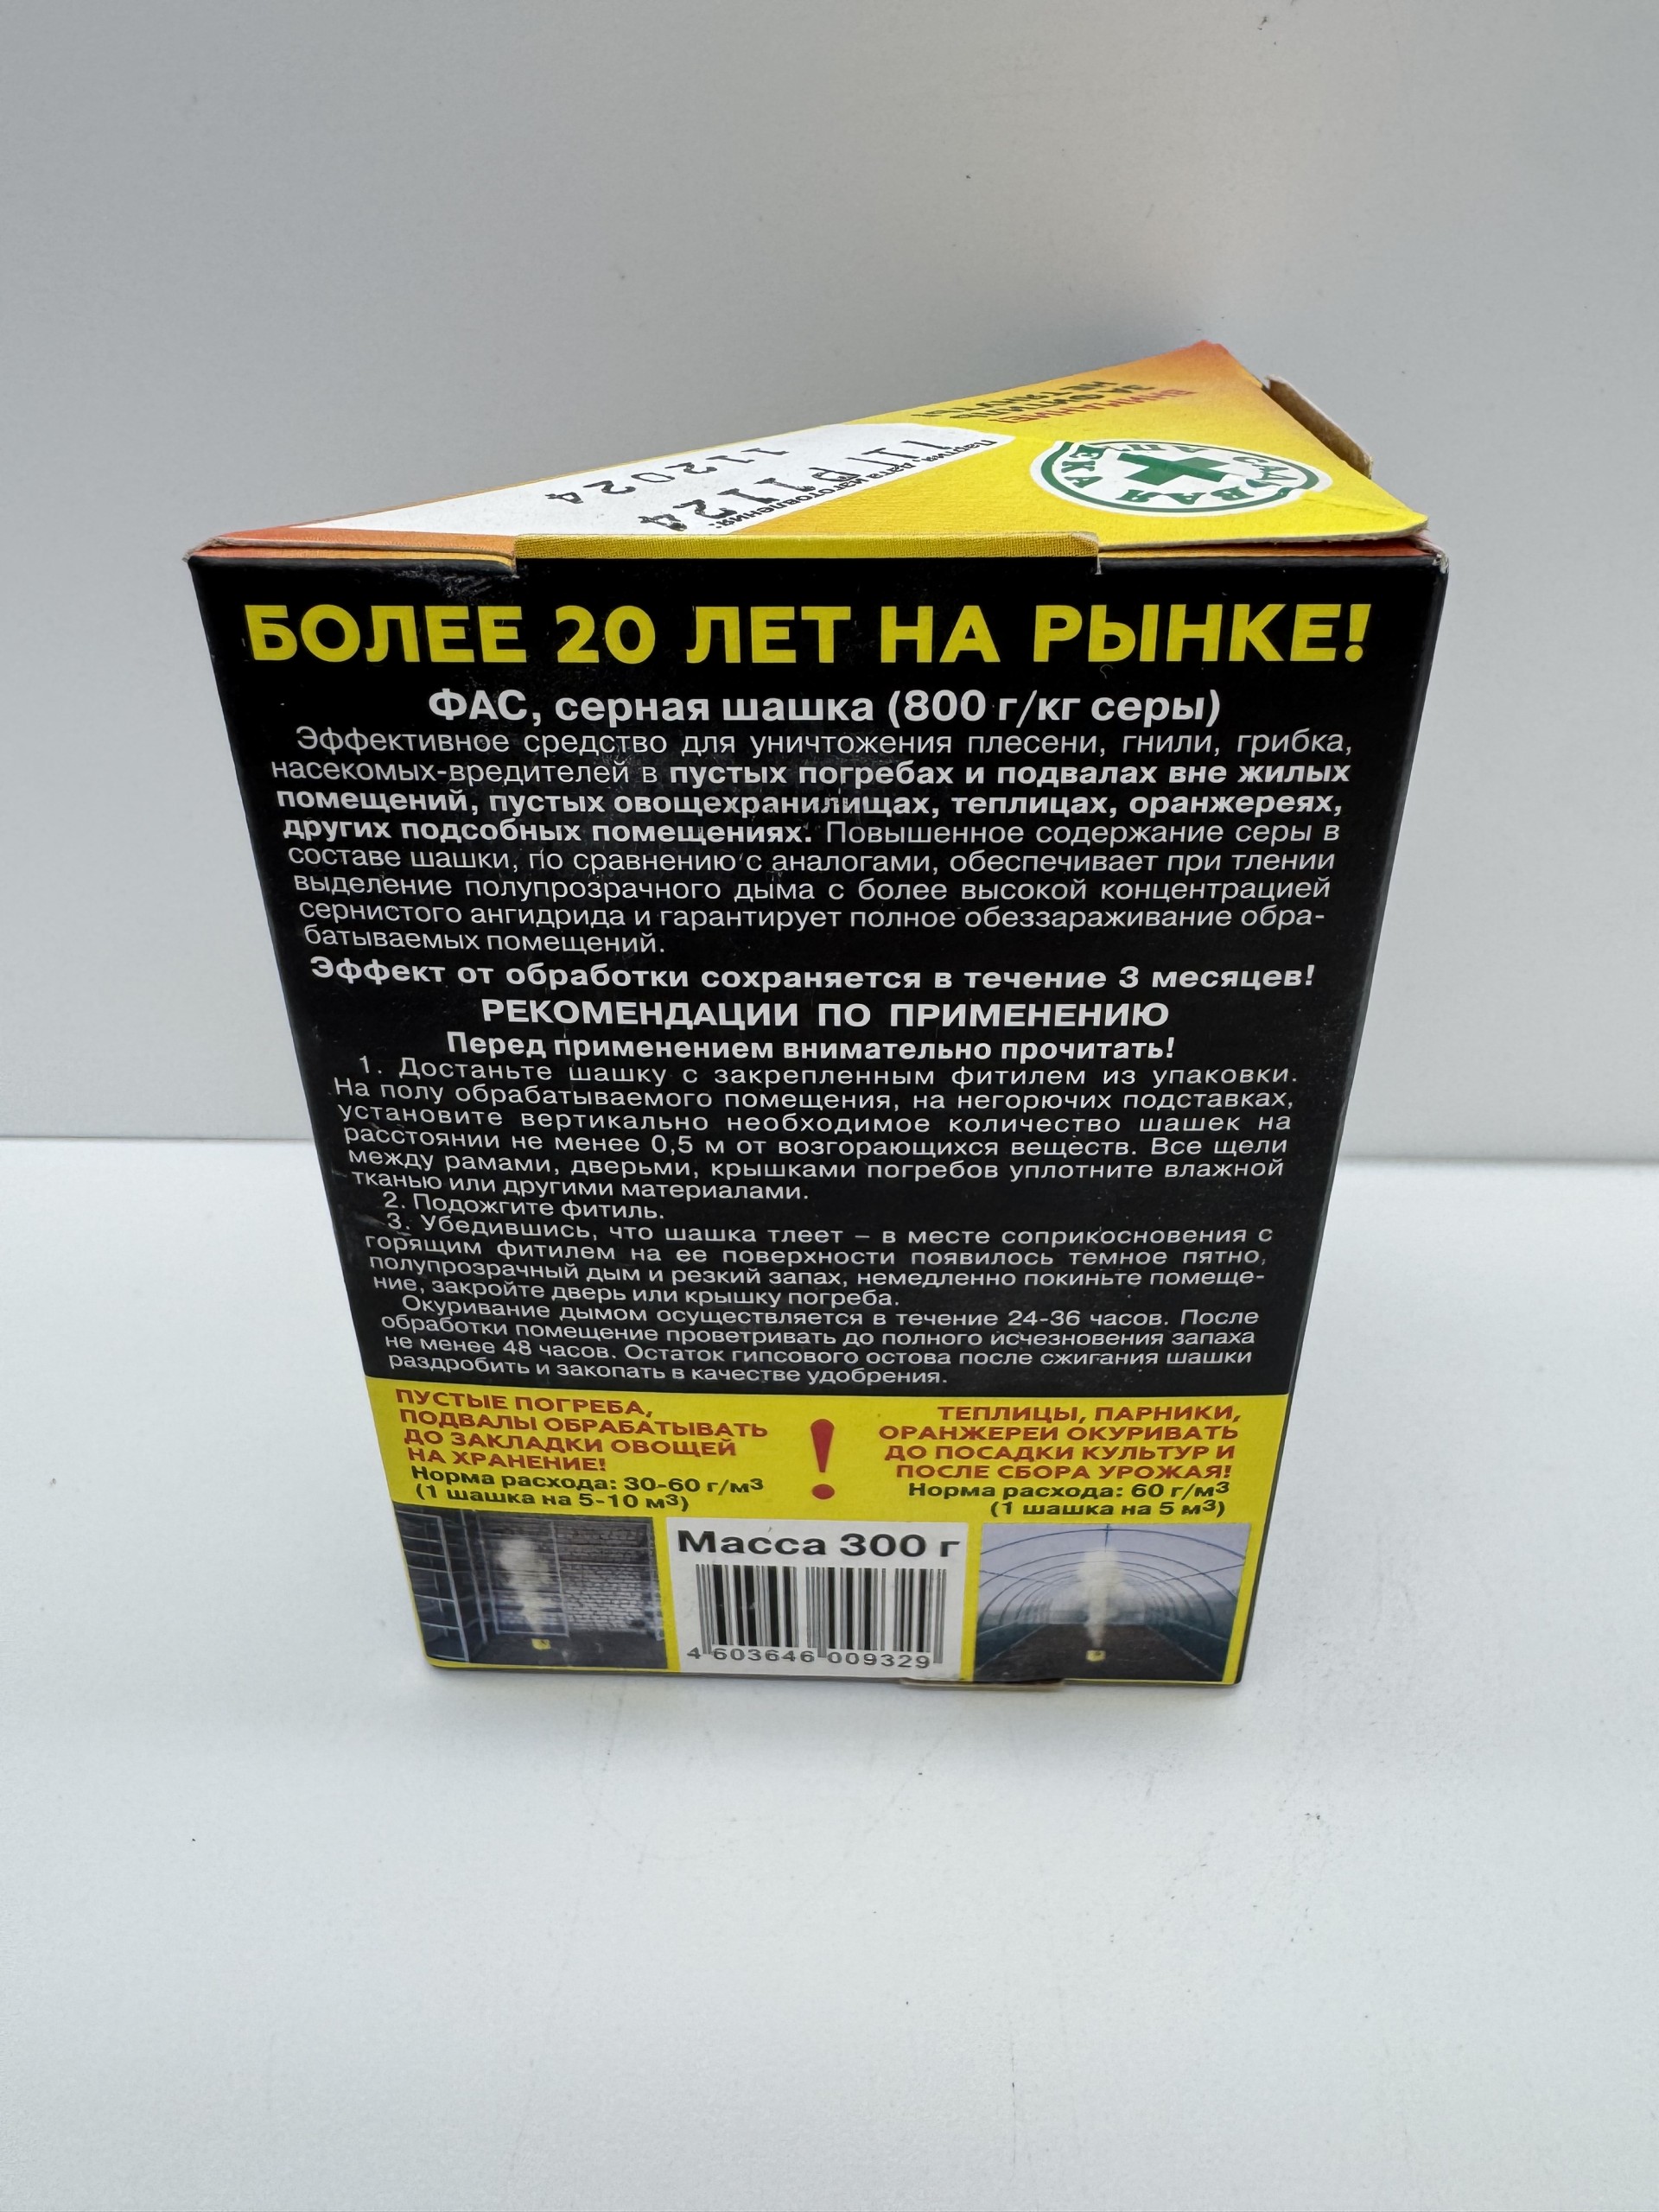 ВНИМАНИЕ!
ЗА ФИТИЛЬ
НЕ ТЯНУТЬ!
Партия, дата изготовления:
112024
БОЛЕЕ 20 ЛЕТ НА РЫНКЕ!
ФАС, серная шашка (800 г/кг серы)
Эффективное средство для уничтожения плесени, гнили, грибка,
насекомых-вредителей в пустых погребах и подвалах вне жилых
помещений, пустых овощехранилищах, теплицах, оранжереях,
других подсобных помещениях. Повышенное содержание серы в
составе шашки, по сравнению с аналогами, обеспечивает при тлении
выделение полупрозрачного дыма с более высокой концентрацией
сернистого ангидрида и гарантирует полное обеззараживание обра-
батываемых помещений.
Эффект от обработки сохраняется в течение 3 месяцев!
РЕКОМЕНДАЦИИ ПО ПРИМЕНЕНИЮ
Перед применением внимательно прочитать!
1. Достаньте шашку с закрепленным фитилем из упаковки.
На полу обрабатываемого помещения, на негорючих подставках,
установите вертикально необходимое количество шашек на
расстоянии не менее 0,5 м от возгорающихся веществ. Все щели
между рамами, дверьми, крышками погребов уплотните влажной
тканью или другими материалами.
2. Подожгите фитиль.
3. Убедившись, что шашка тлеет – в месте соприкосновения с
горящим фитилем на ее поверхности появилось темное пятно,
полупрозрачный дым и резкий запах, немедленно покиньте помеще-
ние, закройте дверь или крышку погреба.
Окуривание дымом осуществляется в течение 24-36 часов. После
обработки помещение проветривать до полного исчезновения запаха
не менее 48 часов. Остаток гипсового остова после сжигания шашки
раздробить и закопать в качестве удобрения.
ПУСТЫЕ ПОГРЕБА,
ПОДВАЛЫ ОБРАБАТЫВАТЬ
ДО ЗАКЛАДКИ ОВОЩЕЙ
НА ХРАНЕНИЕ!
Норма расхода: 30-60 г/м³
(1 шашка на 5-10 м³)
!
ТЕПЛИЦЫ, ПАРНИКИ,
ОРАНЖЕРЕИ ОКУРИВАТЬ
ДО ПОСАДКИ КУЛЬТУР И
ПОСЛЕ СБОРА УРОЖАЯ!
Норма расхода: 60 г/м³
(1 шашка на 5 м³)
Масса 300 г
4 603646 009329